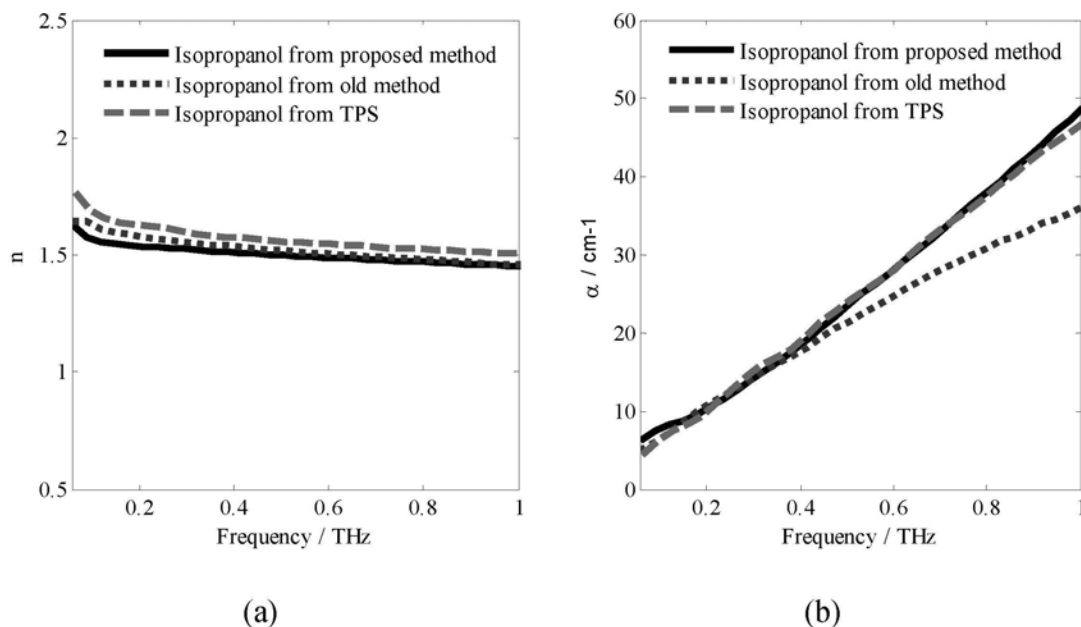 2.5
Isopropanol from proposed method
Isopropanol from old method
Isopropanol from TPS
2
1.5
n
1
0.5
0.2
0.4
0.6
0.8
1
Frequency / THz
(a)
60
Isopropanol from proposed method
Isopropanol from old method
Isopropanol from TPS
50
40
α / cm-1
30
20
10
0
0.2
0.4
0.6
0.8
1
Frequency / THz
(b)